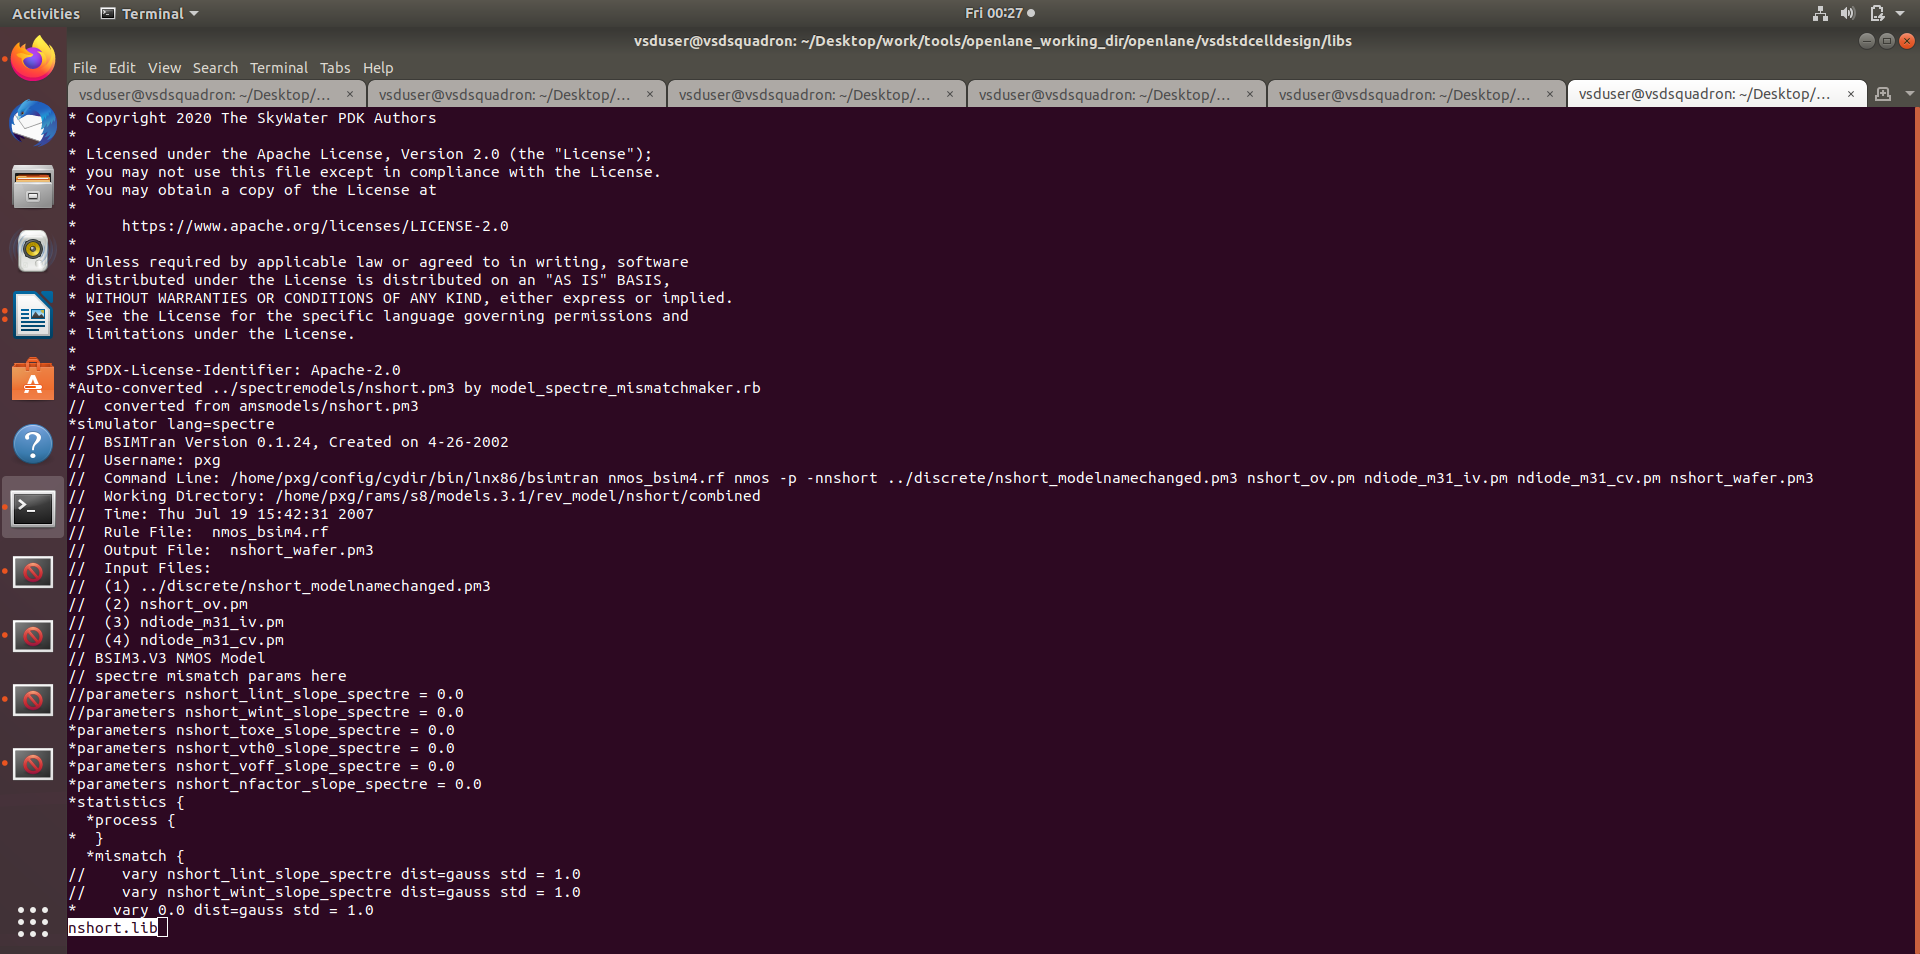 Activities
Terminal
Fri 00:27
vsduser@vsdsquadron: ~/Desktop/work/tools/openlane_working_dir/openlane/vsdstdcelldesign/libs
File Edit View Search Terminal Tabs Help
vsduser@vsdsquadron: ~/Desktop/... × vsduser@vsdsquadron: ~/Desktop/... × vsduser@vsdsquadron: ~/Desktop/... × vsduser@vsdsquadron: ~/Desktop/... × vsduser@vsdsquadron: ~/Desktop/... × vsduser@vsdsquadron: ~/Desktop/... ×
* Copyright 2020 The SkyWater PDK Authors
*
* Licensed under the Apache License, Version 2.0 (the "License");
* you may not use this file except in compliance with the License.
* You may obtain a copy of the License at
*
*     https://www.apache.org/licenses/LICENSE-2.0
*
* Unless required by applicable law or agreed to in writing, software
* distributed under the License is distributed on an "AS IS" BASIS,
* WITHOUT WARRANTIES OR CONDITIONS OF ANY KIND, either express or implied.
* See the License for the specific language governing permissions and
* limitations under the License.
*
* SPDX-License-Identifier: Apache-2.0
*Auto-converted ../spectremodels/nshort.pm3 by model_spectre_mismatchmaker.rb
//  converted from amsmodels/nshort.pm3
*simulator lang=spectre
//  BSIMTran Version 0.1.24, Created on 4-26-2002
//  Username: pxg
//  Command Line: /home/pxg/config/cydir/bin/lnx86/bsimtran nmos_bsim4.rf nmos -p -nnshort ../discrete/nshort_modelnamechanged.pm3 nshort_ov.pm ndiode_m31_iv.pm ndiode_m31_cv.pm nshort_wafer.pm3
//  Working Directory: /home/pxg/rams/s8/models.3.1/rev_model/nshort/combined
//  Time: Thu Jul 19 15:42:31 2007
//  Rule File:  nmos_bsim4.rf
//  Output File:  nshort_wafer.pm3
//  Input Files:
//  (1) ../discrete/nshort_modelnamechanged.pm3
//  (2) nshort_ov.pm
//  (3) ndiode_m31_iv.pm
//  (4) ndiode_m31_cv.pm
// BSIM3.V3 NMOS Model
// spectre mismatch params here
//parameters nshort_lint_slope_spectre = 0.0
//parameters nshort_wint_slope_spectre = 0.0
*parameters nshort_toxe_slope_spectre = 0.0
*parameters nshort_vth0_slope_spectre = 0.0
*parameters nshort_voff_slope_spectre = 0.0
*parameters nshort_nfactor_slope_spectre = 0.0
*statistics {
  *process {
*  }
  *mismatch {
//    vary nshort_lint_slope_spectre dist=gauss std = 1.0
//    vary nshort_wint_slope_spectre dist=gauss std = 1.0
*    vary 0.0 dist=gauss std = 1.0
nshort.lib